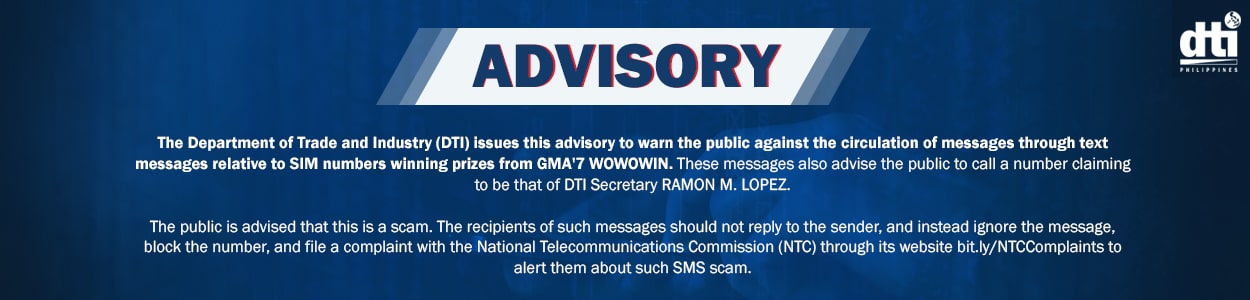 ADVISORY
dti
PHILIPPINES
The Department of Trade and Industry (DTI) issues this advisory to warn the public against the circulation of messages through text
messages relative to SIM numbers winning prizes from GMA'7 WOWOWIN. These messages also advise the public to call a number claiming
to be that of DTI Secretary RAMON M. LOPEZ.
The public is advised that this is a scam. The recipients of such messages should not reply to the sender, and instead ignore the message,
block the number, and file a complaint with the National Telecommunications Commission (NTC) through its website bit.ly/NTCComplaints to
alert them about such SMS scam.